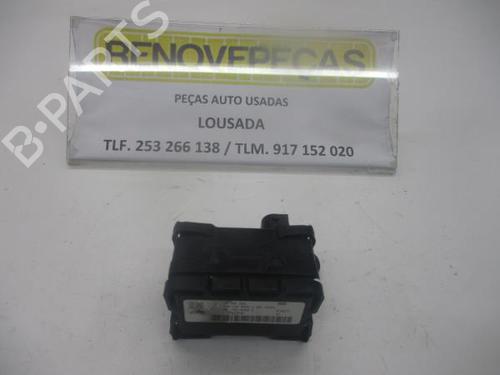 RENOVEPEÇAS
PEÇAS AUTO USADAS
LOUSADA
TLF. 253 266 138 / TLM. 917 152 020
B-PARTS